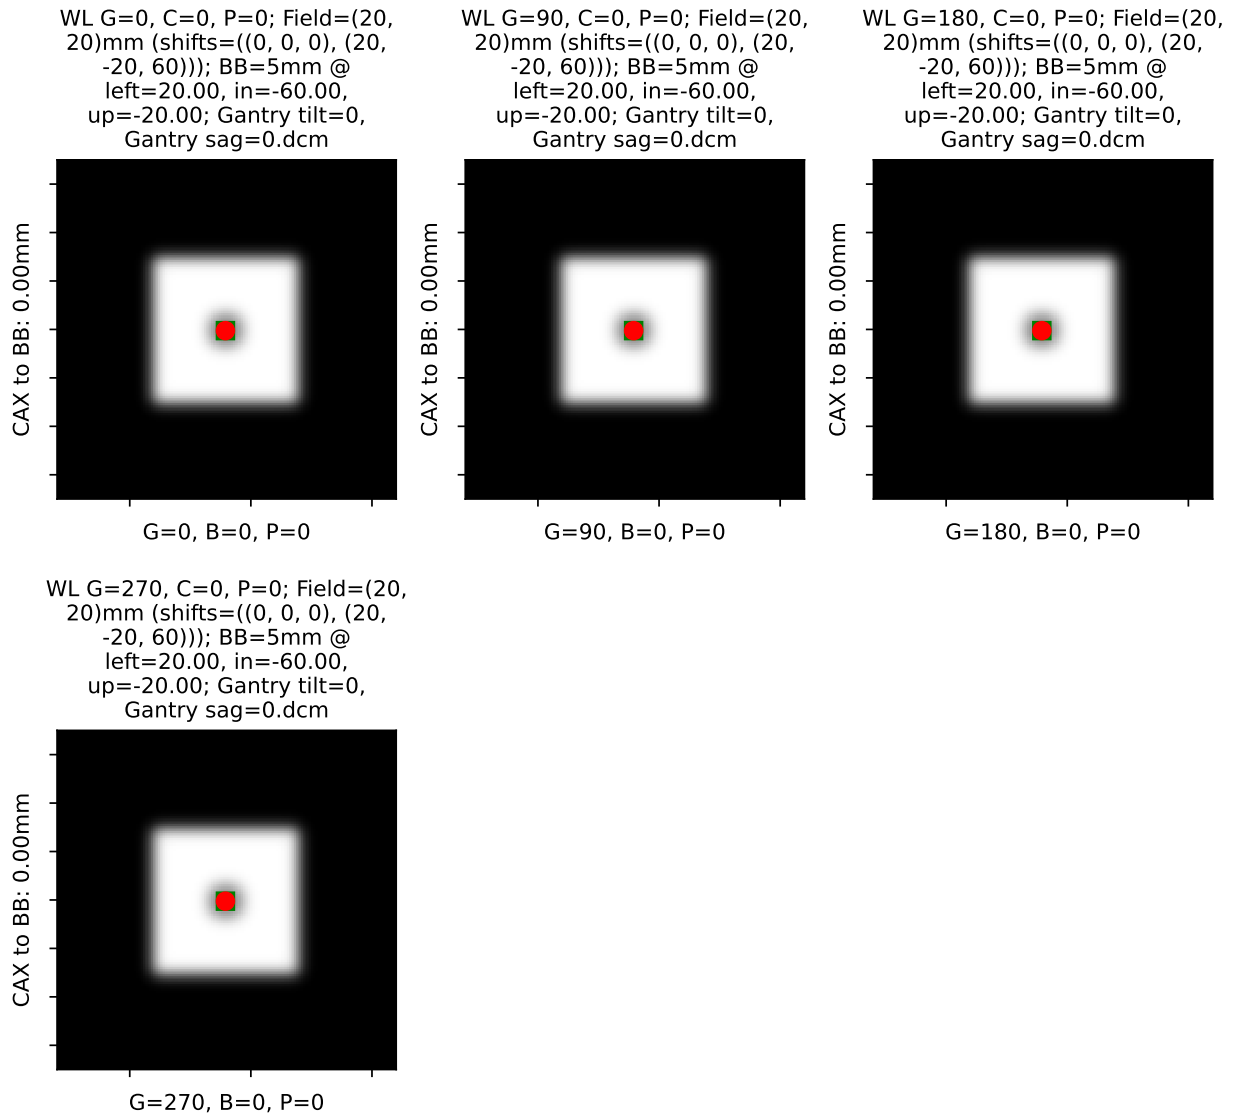 WL G=0, C=0, P=0; Field=(20,
20)mm (shifts=((0, 0, 0), (20,
-20, 60))); BB=5mm @
left=20.00, in=-60.00,
up=-20.00; Gantry tilt=0,
Gantry sag=0.dcm
CAX to BB: 0.00mm
G=0, B=0, P=0
WL G=90, C=0, P=0; Field=(20,
20)mm (shifts=((0, 0, 0), (20,
-20, 60))); BB=5mm @
left=20.00, in=-60.00,
up=-20.00; Gantry tilt=0,
Gantry sag=0.dcm
CAX to BB: 0.00mm
G=90, B=0, P=0
WL G=180, C=0, P=0; Field=(20,
20)mm (shifts=((0, 0, 0), (20,
-20, 60))); BB=5mm @
left=20.00, in=-60.00,
up=-20.00; Gantry tilt=0,
Gantry sag=0.dcm
CAX to BB: 0.00mm
G=180, B=0, P=0
WL G=270, C=0, P=0; Field=(20,
20)mm (shifts=((0, 0, 0), (20,
-20, 60))); BB=5mm @
left=20.00, in=-60.00,
up=-20.00; Gantry tilt=0,
Gantry sag=0.dcm
CAX to BB: 0.00mm
G=270, B=0, P=0